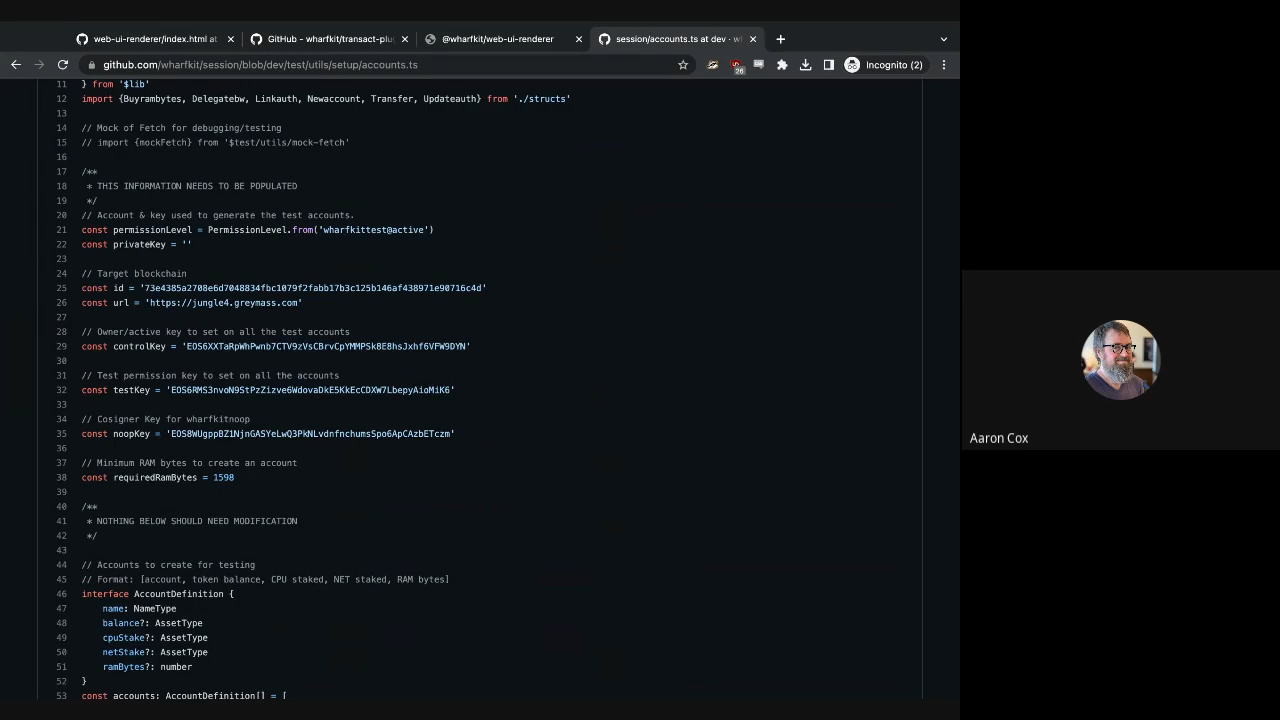 web-ui-renderer/index.html at
GitHub - wharfkit/transact-plu
@wharfkit/web-ui-renderer
session/accounts.ts at dev · w
github.com/wharfkit/session/blob/dev/test/utils/setup/accounts.ts
26
Incognito (2)
11 } from '$lib'
12 import {Buyrambytes, Delegatebw, Linkauth, Newaccount, Transfer, Updateauth} from './structs'
13
14 // Mock of Fetch for debugging/testing
15 // import {mockFetch} from '$test/utils/mock-fetch'
16
17 /**
18 * THIS INFORMATION NEEDS TO BE POPULATED
19 */
20 // Account & key used to generate the test accounts.
21 const permissionLevel = PermissionLevel.from('wharfkittest@active')
22 const privateKey = ''
23
24 // Target blockchain
25 const id = '73e4385a2708e6d7048834fbc1079f2fabb17b3c125b146af438971e90716c4d'
26 const url = 'https://jungle4.greymass.com'
27
28 // Owner/active key to set on all the test accounts
29 const controlKey = 'EOS6XXTaRpWhPwnb7CTV9zVsCBrvCpYMMPSk8E8hsJxhf6VFW9DYN'
30
31 // Test permission key to set on all the accounts
32 const testKey = 'EOS6RMS3nvoN9StPzZizve6WdovaDkE5KkEcCDXW7LbepyAioMiK6'
33
34 // Cosigner Key for wharfkitnoop
35 const noopKey = 'EOS8WUgppBZ1NjnGASYeLwQ3PkNLvdnfnchumsSpo6ApCAzbETczm'
36
37 // Minimum RAM bytes to create an account
38 const requiredRamBytes = 1598
39
40 /**
41 * NOTHING BELOW SHOULD NEED MODIFICATION
42 */
43
44 // Accounts to create for testing
45 // Format: [account, token balance, CPU staked, NET staked, RAM bytes]
46 interface AccountDefinition {
47 name: NameType
48 balance?: AssetType
49 cpuStake?: AssetType
50 netStake?: AssetType
51 ramBytes?: number
52 }
53 const accounts: AccountDefinition[] = [
Aaron Cox